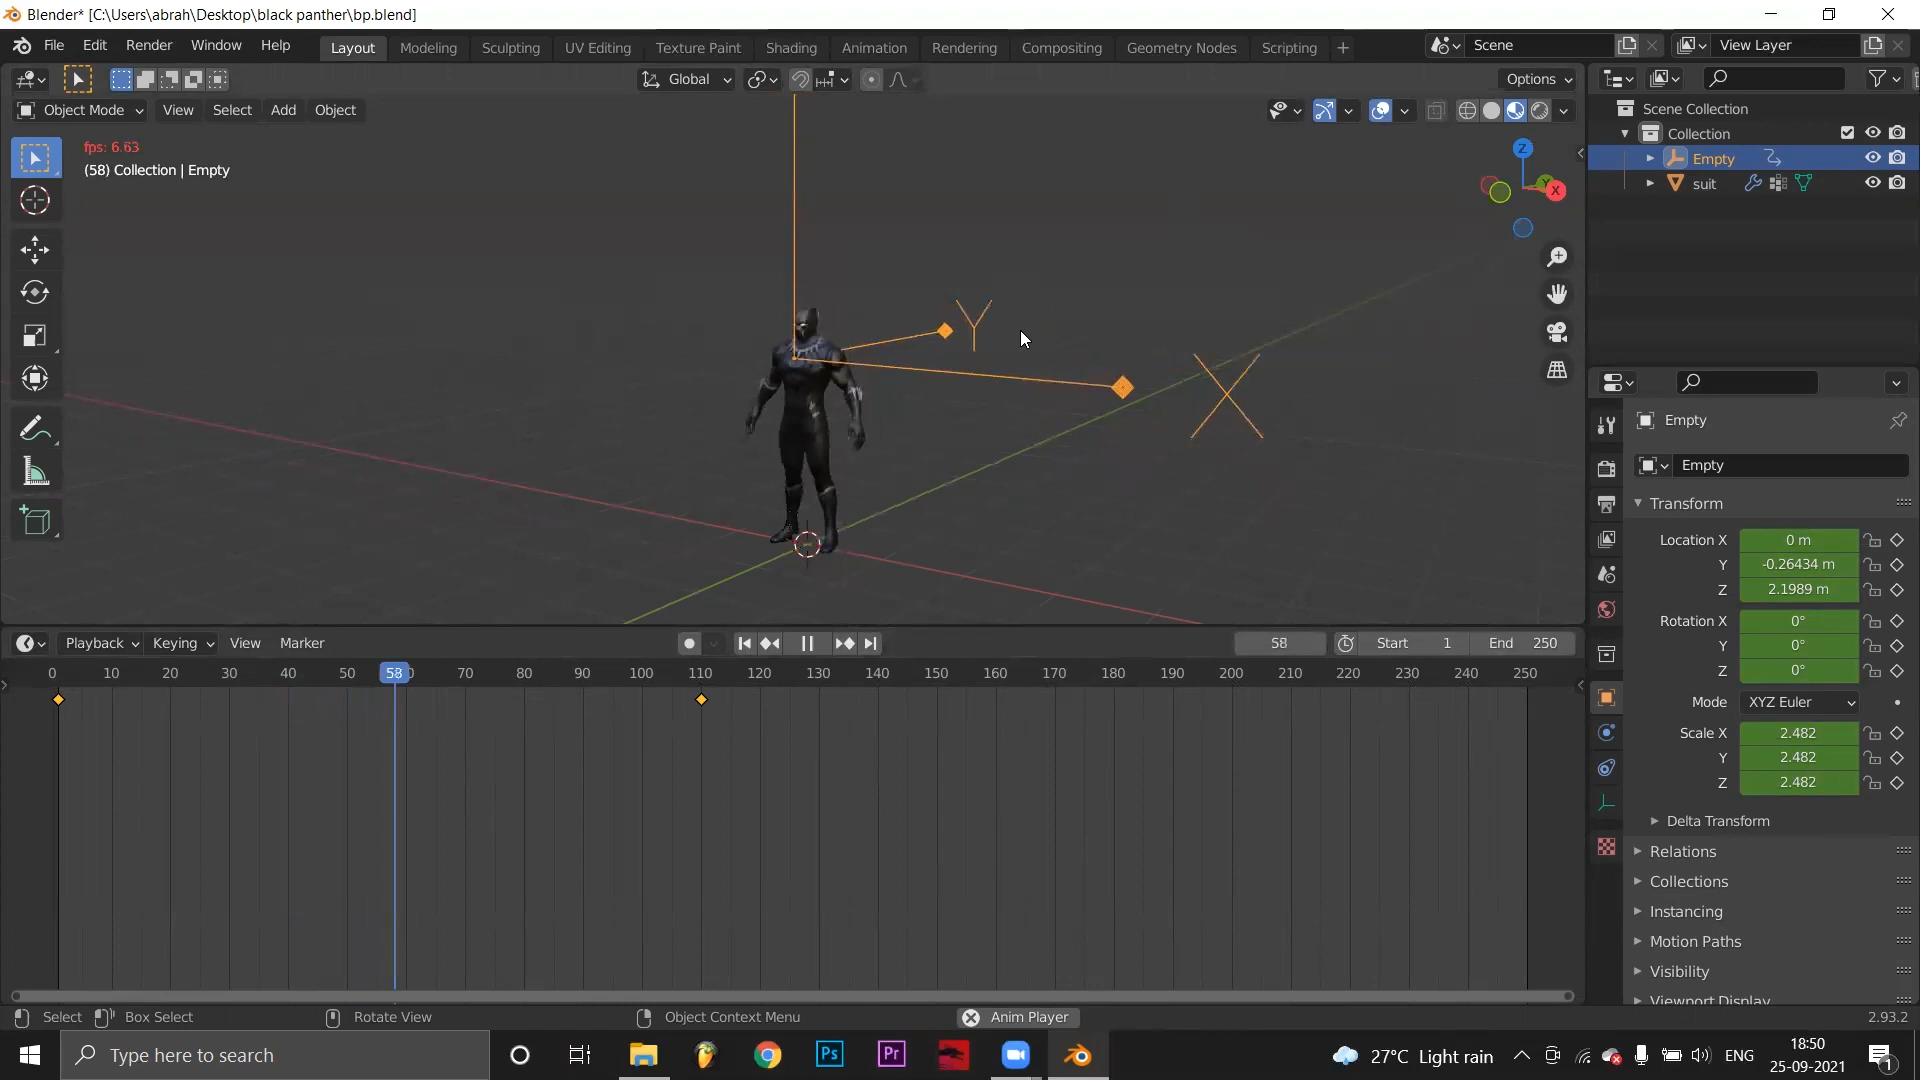 Blender* [C:\Users\abrah\Desktop\black panther\bp.blend]
File Edit Render Window Help Layout Modeling Sculpting UV Editing Texture Paint Shading Animation Rendering Compositing Geometry Nodes Scripting + Scene View Layer
Global Options
Object Mode View Select Add Object
fps: 6.63
(58) Collection | Empty
Z
Y
X
Y
X
Scene Collection
Collection
Empty
suit
Empty
Empty
Transform
Location X 0 m
Y -0.26434 m
Z 2.1989 m
Rotation X 0°
Y 0°
Z 0°
Mode XYZ Euler
Scale X 2.482
Y 2.482
Z 2.482
Delta Transform
Relations
Collections
Instancing
Motion Paths
Visibility
Viewport Display
Playback Keying View Marker 58 Start 1 End 250
0 10 20 30 40 50 58 70 80 90 100 110 120 130 140 150 160 170 180 190 200 210 220 230 240 250
Select Box Select Rotate View Object Context Menu Anim Player 2.93.2
Type here to search Ps Pr 27°C Light rain ENG
18:50
25-09-2021
1